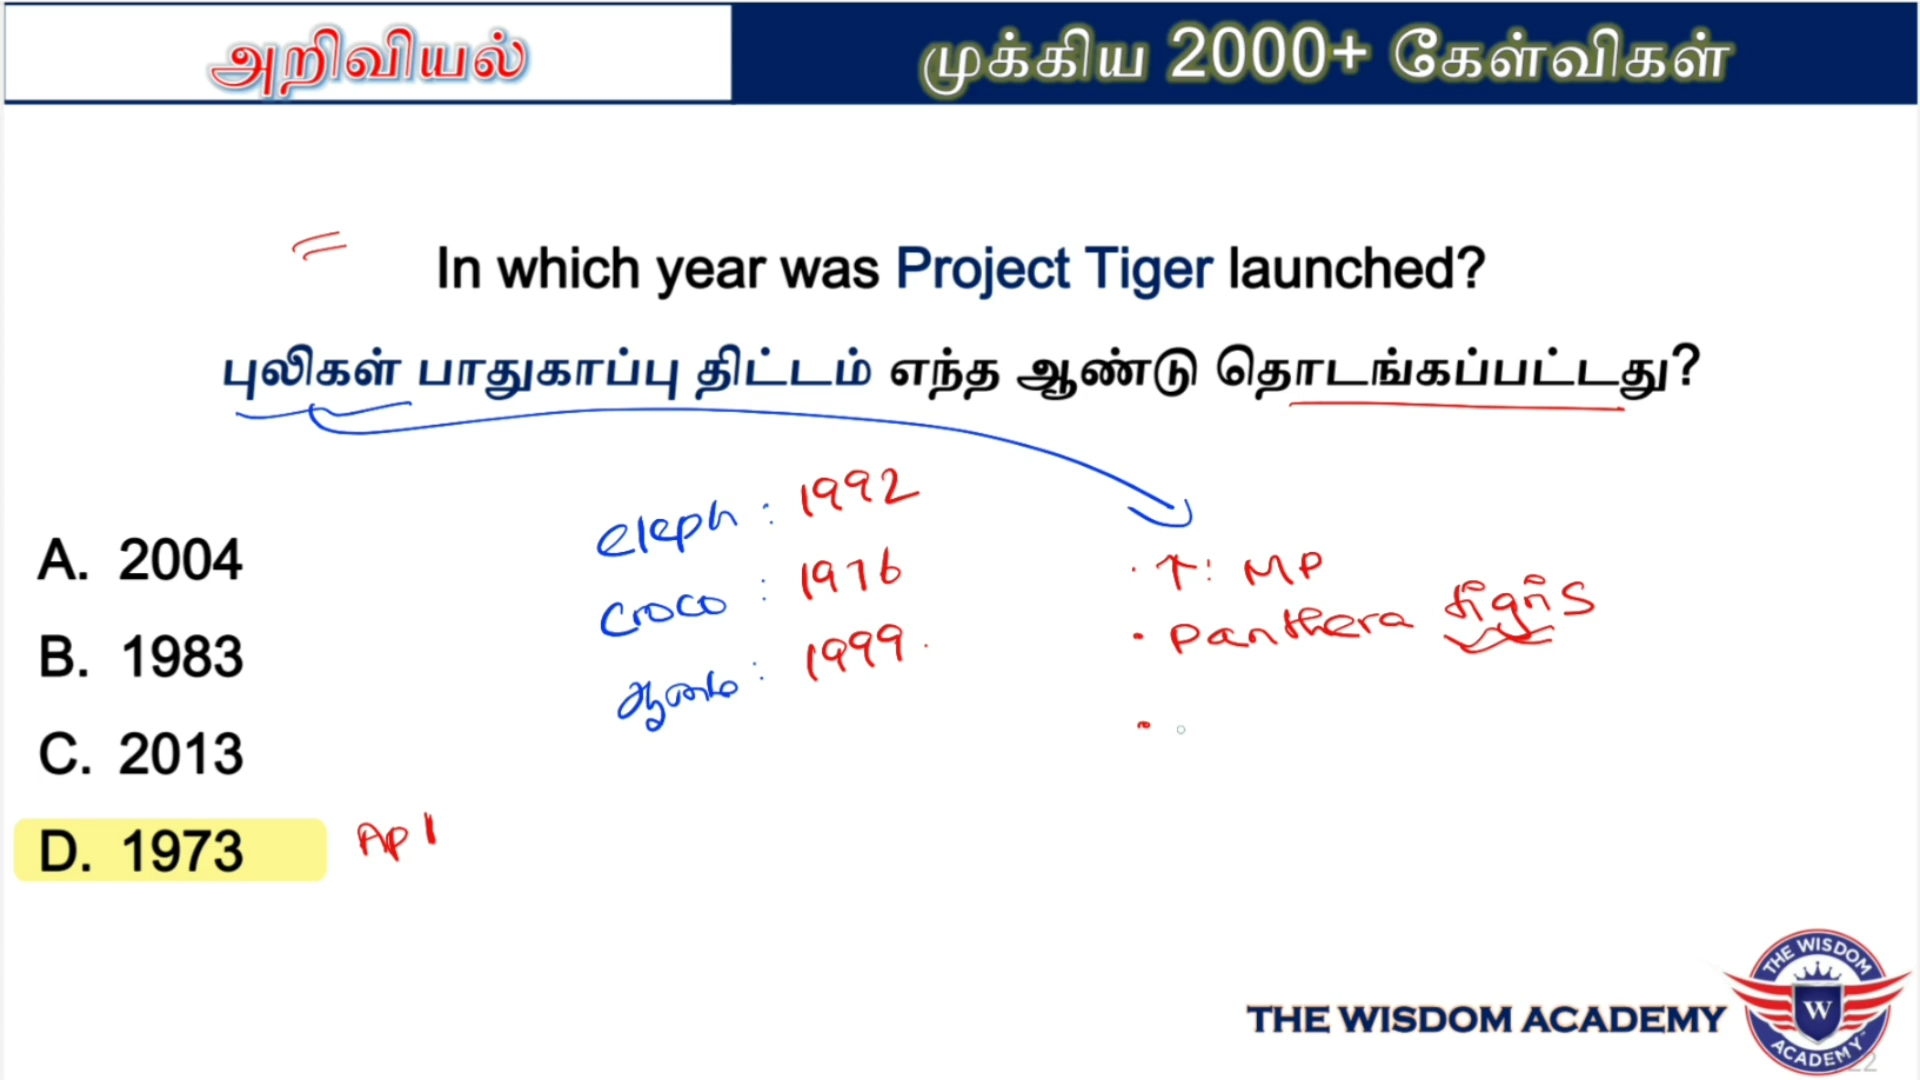 அறிவியல்
முக்கிய 2000+ கேள்விகள்
In which year was Project Tiger launched?
புலிகள் பாதுகாப்பு திட்டம் எந்த ஆண்டு தொடங்கப்பட்டது?
A. 2004
B. 1983
C. 2013
D. 1973
Ap 1
eleph : 1992
croco : 1976
ஆமை : 1999
↑: MP
Panthera
THE WISDOM ACADEMY
THE WISDOM
W
ACADEMY
22